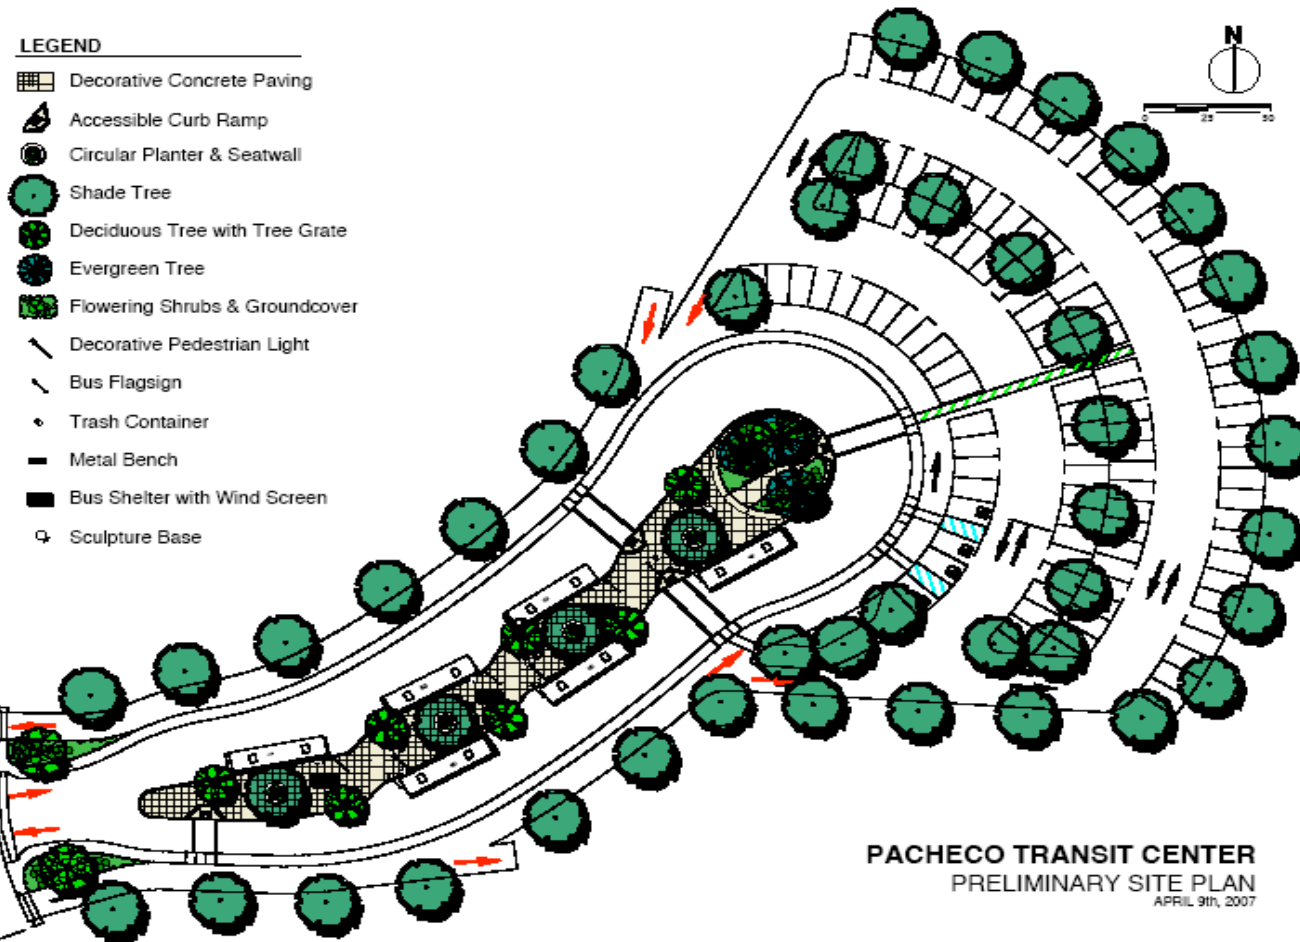 LEGEND
Decorative Concrete Paving
Accessible Curb Ramp
Circular Planter & Seatwall
Shade Tree
Deciduous Tree with Tree Grate
Evergreen Tree
Flowering Shrubs & Groundcover
Decorative Pedestrian Light
Bus Flagsign
Trash Container
Metal Bench
Bus Shelter with Wind Screen
Sculpture Base
N
0 25 50
PACHECO TRANSIT CENTER
PRELIMINARY SITE PLAN
APRIL 9th, 2007